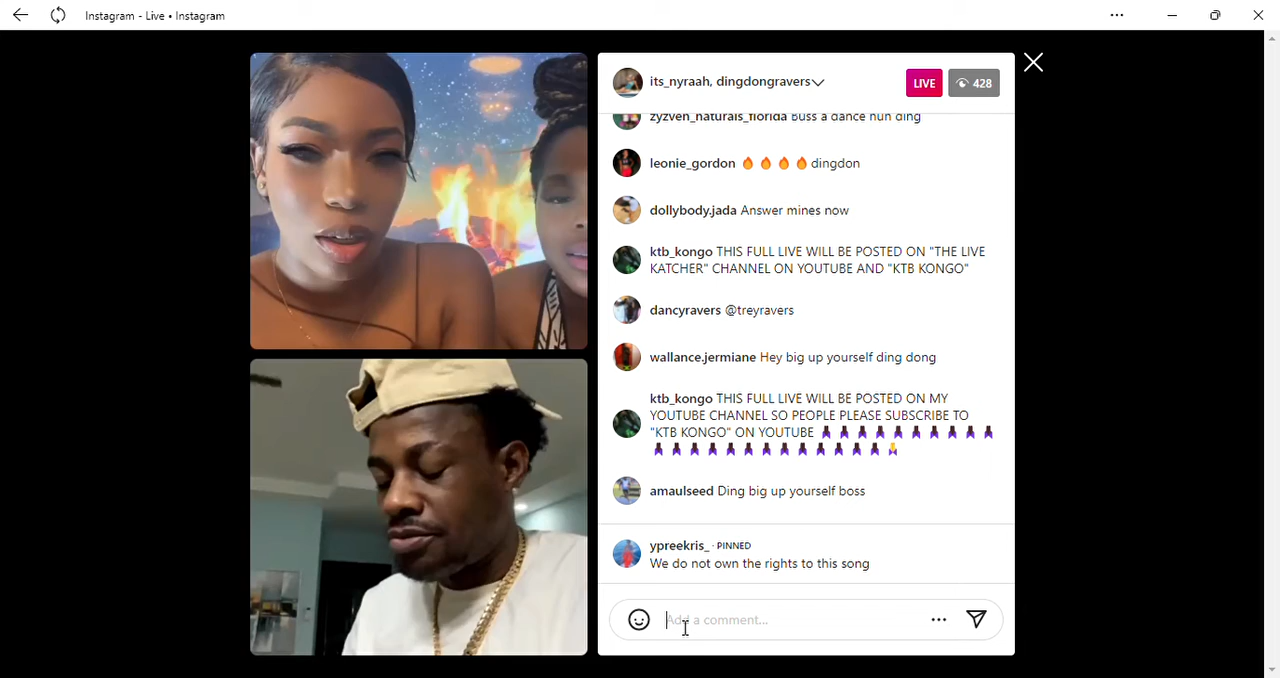 Instagram - Live • Instagram
its_nyraah, dingdongravers
LIVE
428
zyzven_naturals_florida Buss a dance nuh ding
leonie_gordon 🔥 🔥 🔥 🔥 dingdon
dollybody.jada Answer mines now
ktb_kongo THIS FULL LIVE WILL BE POSTED ON "THE LIVE
KATCHER" CHANNEL ON YOUTUBE AND "KTB KONGO"
dancyravers @treyravers
wallance.jermiane Hey big up yourself ding dong
ktb_kongo THIS FULL LIVE WILL BE POSTED ON MY
YOUTUBE CHANNEL SO PEOPLE PLEASE SUBSCRIBE TO
"KTB KONGO" ON YOUTUBE
amaulseed Ding big up yourself boss
ypreekris_ · PINNED
We do not own the rights to this song
Add a comment...